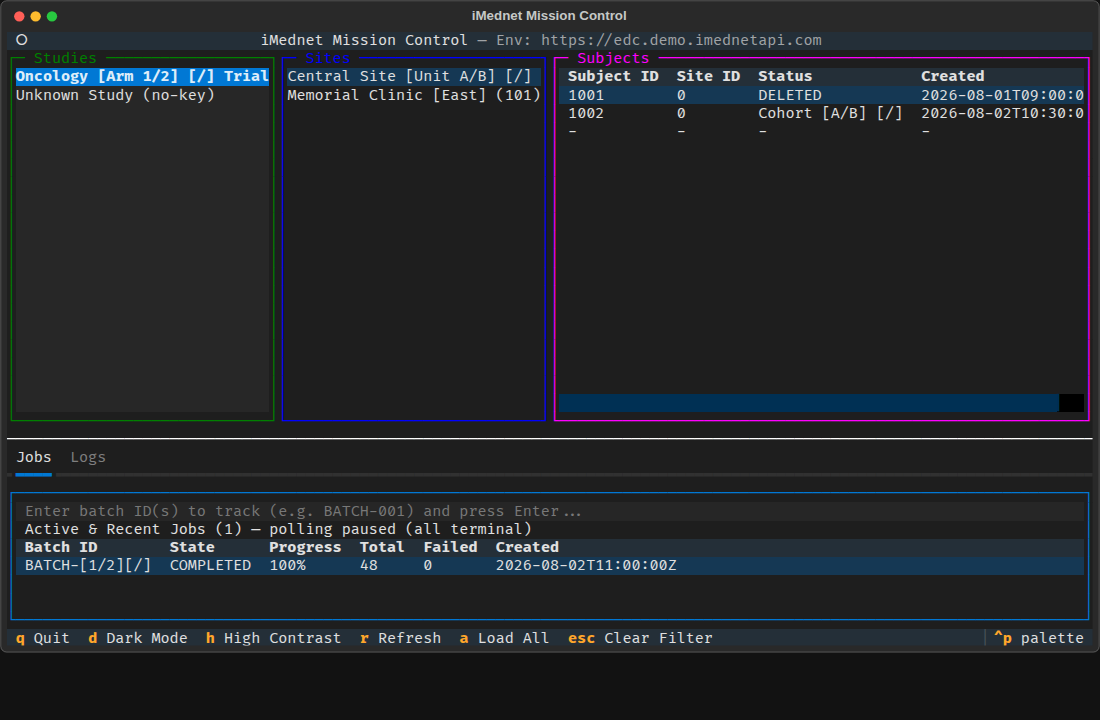 iMednet Mission Control
iMednet Mission Control — Env: https://edc.demo.imednetapi.com
Studies
Oncology [Arm 1/2] [/] Trial
Unknown Study (no-key)
Sites
Central Site [Unit A/B] [/]
Memorial Clinic [East] (101)
Subjects
Subject ID Site ID Status Created
1001 0 DELETED 2026-08-01T09:00:0
1002 0 Cohort [A/B] [/] 2026-08-02T10:30:0
– – – –
Jobs Logs
Enter batch ID(s) to track (e.g. BATCH-001) and press Enter...
Active & Recent Jobs (1) — polling paused (all terminal)
Batch ID State Progress Total Failed Created
BATCH-[1/2][/] COMPLETED 100% 48 0 2026-08-02T11:00:00Z
q Quit d Dark Mode h High Contrast r Refresh a Load All esc Clear Filter ^p palette